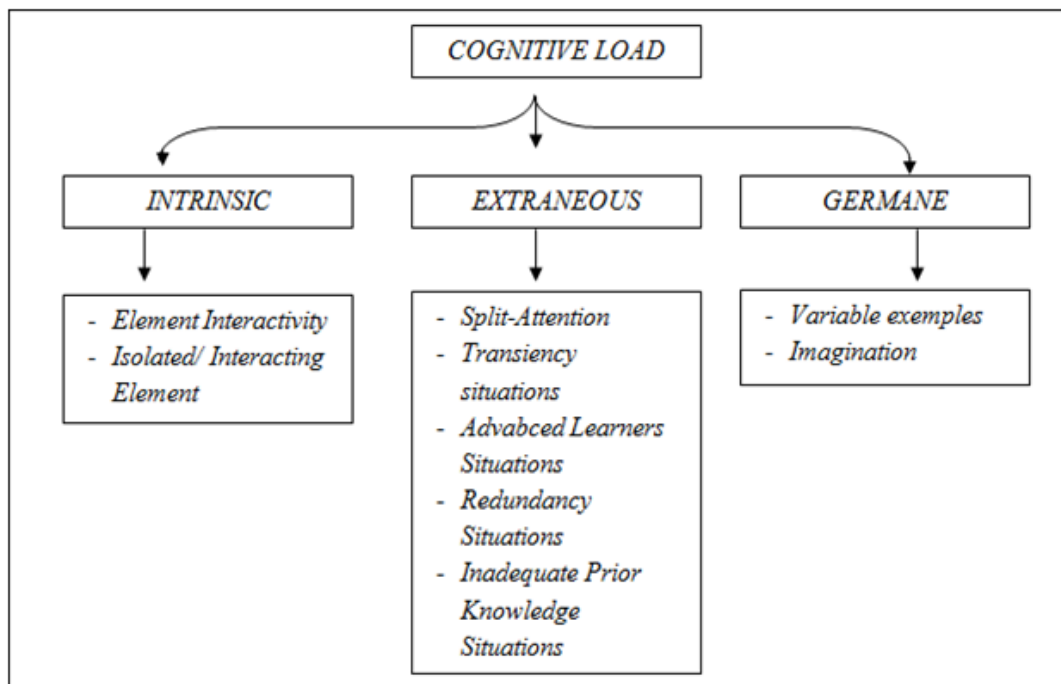 COGNITIVE LOAD
INTRINSIC
EXTRANEOUS
GERMANE
- Element Interactivity
- Isolated/ Interacting
Element
- Split-Attention
- Transiency
situations
- Advabced Learners
Situations
- Redundancy
Situations
- Inadequate Prior
Knowledge
Situations
- Variable exemples
- Imagination